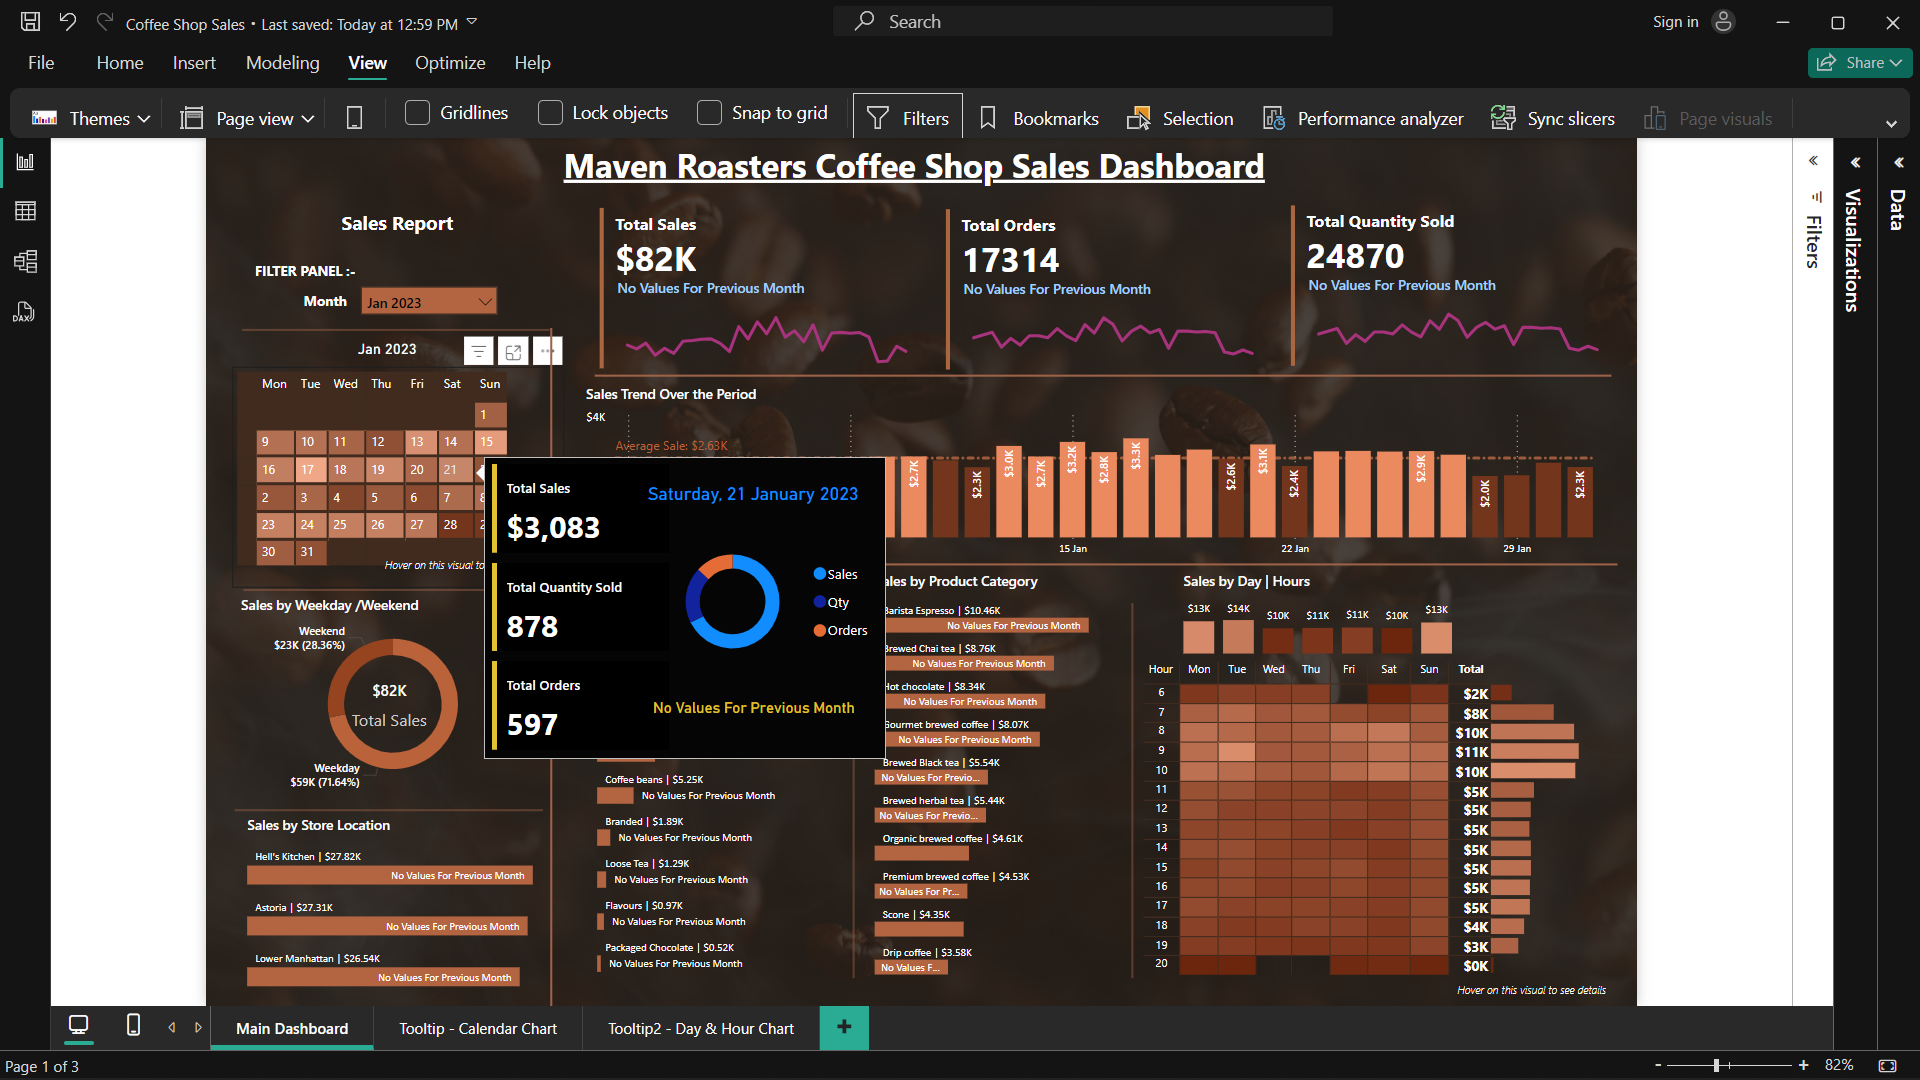 Coffee Shop Sales • Last saved: Today at 12:59 PM
Search
Sign in
File Home Insert Modeling View Optimize Help
Share
Themes Page view Gridlines Lock objects Snap to grid Filters Bookmarks Selection Performance analyzer Sync slicers Page visuals
DAX
Maven Roasters Coffee Shop Sales Dashboard
Sales Report
FILTER PANEL :-
Month Jan 2023
Jan 2023
Mon Tue Wed Thu Fri Sat Sun
1
9 10 11 12 13 14 15
16 17 18 19 20 21
2 3 4 5 6 7 8
23 24 25 26 27 28
30 31
Hover on this visual to
Total Sales
$82K
No Values For Previous Month
Total Orders
17314
No Values For Previous Month
Total Quantity Sold
24870
No Values For Previous Month
Sales Trend Over the Period
$4K
Average Sale: $2.63K
$2.7K $2.3K $3.0K $2.7K $3.2K $2.8K $3.3K $2.6K $3.1K $2.4K $2.9K $2.0K $2.3K
15 Jan 22 Jan 29 Jan
Total Sales
$3,083
Saturday, 21 January 2023
Total Quantity Sold
878
Total Orders
597
Sales
Qty
Orders
No Values For Previous Month
Sales by Weekday /Weekend
Weekend
$23K (28.36%)
$82K
Total Sales
Weekday
$59K (71.64%)
Sales by Store Location
Hell's Kitchen | $27.82K
No Values For Previous Month
Astoria | $27.31K
No Values For Previous Month
Lower Manhattan | $26.54K
No Values For Previous Month
Coffee beans | $5.25K
No Values For Previous Month
Branded | $1.89K
No Values For Previous Month
Loose Tea | $1.29K
No Values For Previous Month
Flavours | $0.97K
No Values For Previous Month
Packaged Chocolate | $0.52K
No Values For Previous Month
ales by Product Category
Barista Espresso | $10.46K
No Values For Previous Month
Brewed Chai tea | $8.76K
No Values For Previous Month
Hot chocolate | $8.34K
No Values For Previous Month
Gourmet brewed coffee | $8.07K
No Values For Previous Month
Brewed Black tea | $5.54K
No Values For Previo...
Brewed herbal tea | $5.44K
No Values For Previo...
Organic brewed coffee | $4.61K
Premium brewed coffee | $4.53K
No Values For Pr...
Scone | $4.35K
Drip coffee | $3.58K
No Values F...
Sales by Day | Hours
$13K $14K $10K $11K $11K $10K $13K
Hour Mon Tue Wed Thu Fri Sat Sun Total
6 $2K
7 $8K
8 $10K
9 $11K
10 $10K
11 $5K
12 $5K
13 $5K
14 $5K
15 $5K
16 $5K
17 $5K
18 $4K
19 $3K
20 $0K
Hover on this visual to see details
Filters
Visualizations
Data
Main Dashboard Tooltip - Calendar Chart Tooltip2 - Day & Hour Chart +
Page 1 of 3
- + 82%